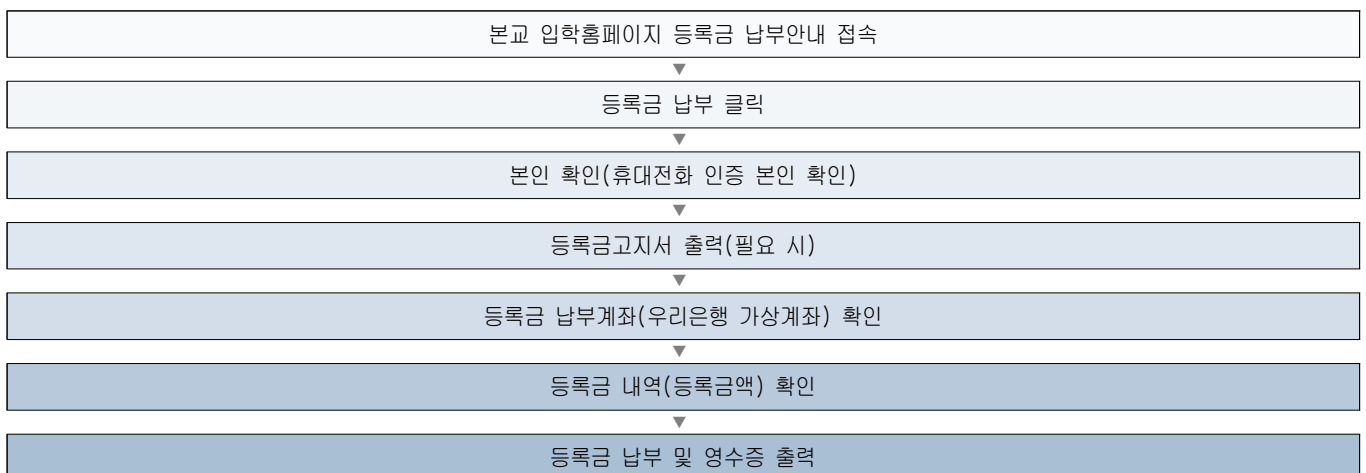 본교 입학홈페이지 등록금 납부안내 접속
▼
등록금 납부 클릭
▼
본인 확인(휴대전화 인증 본인 확인)
▼
등록금고지서 출력(필요 시)
▼
등록금 납부계좌(우리은행 가상계좌) 확인
▼
등록금 내역(등록금액) 확인
▼
등록금 납부 및 영수증 출력